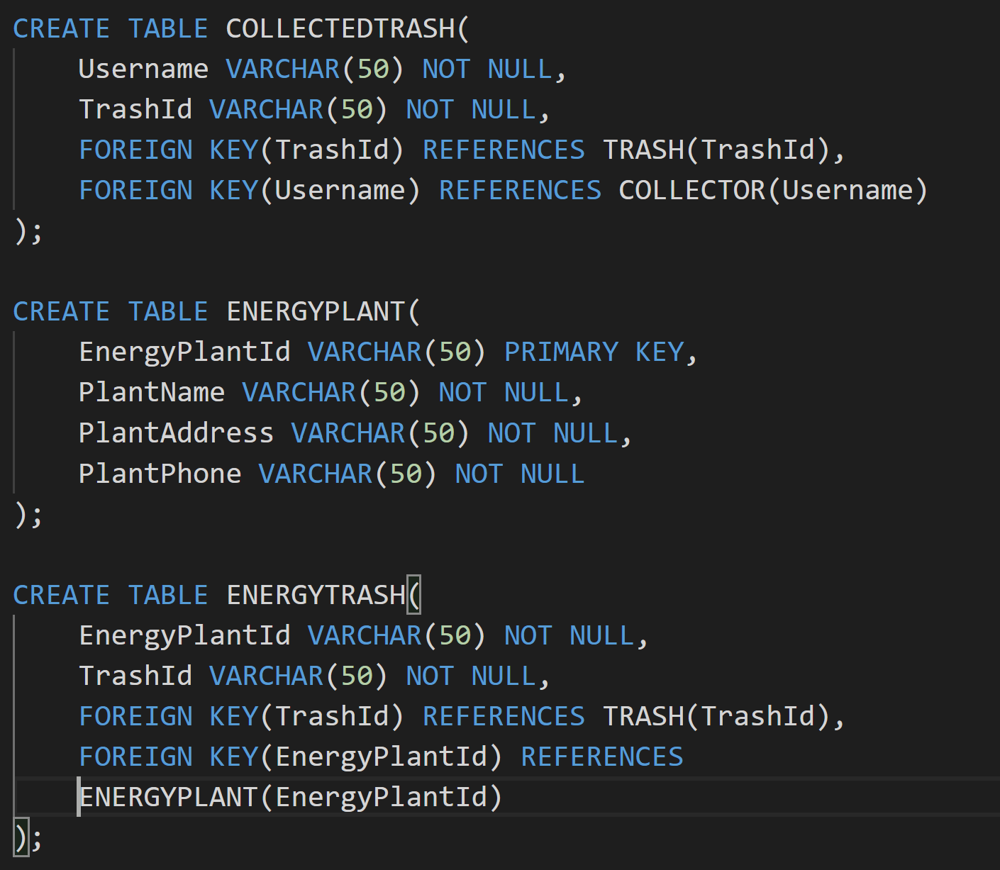 CREATE TABLE COLLECTEDTRASH(
    Username VARCHAR(50) NOT NULL,
    TrashId VARCHAR(50) NOT NULL,
    FOREIGN KEY(TrashId) REFERENCES TRASH(TrashId),
    FOREIGN KEY(Username) REFERENCES COLLECTOR(Username)
);

CREATE TABLE ENERGYPLANT(
    EnergyPlantId VARCHAR(50) PRIMARY KEY,
    PlantName VARCHAR(50) NOT NULL,
    PlantAddress VARCHAR(50) NOT NULL,
    PlantPhone VARCHAR(50) NOT NULL
);

CREATE TABLE ENERGYTRASH(
    EnergyPlantId VARCHAR(50) NOT NULL,
    TrashId VARCHAR(50) NOT NULL,
    FOREIGN KEY(TrashId) REFERENCES TRASH(TrashId),
    FOREIGN KEY(EnergyPlantId) REFERENCES
    ENERGYPLANT(EnergyPlantId)
);